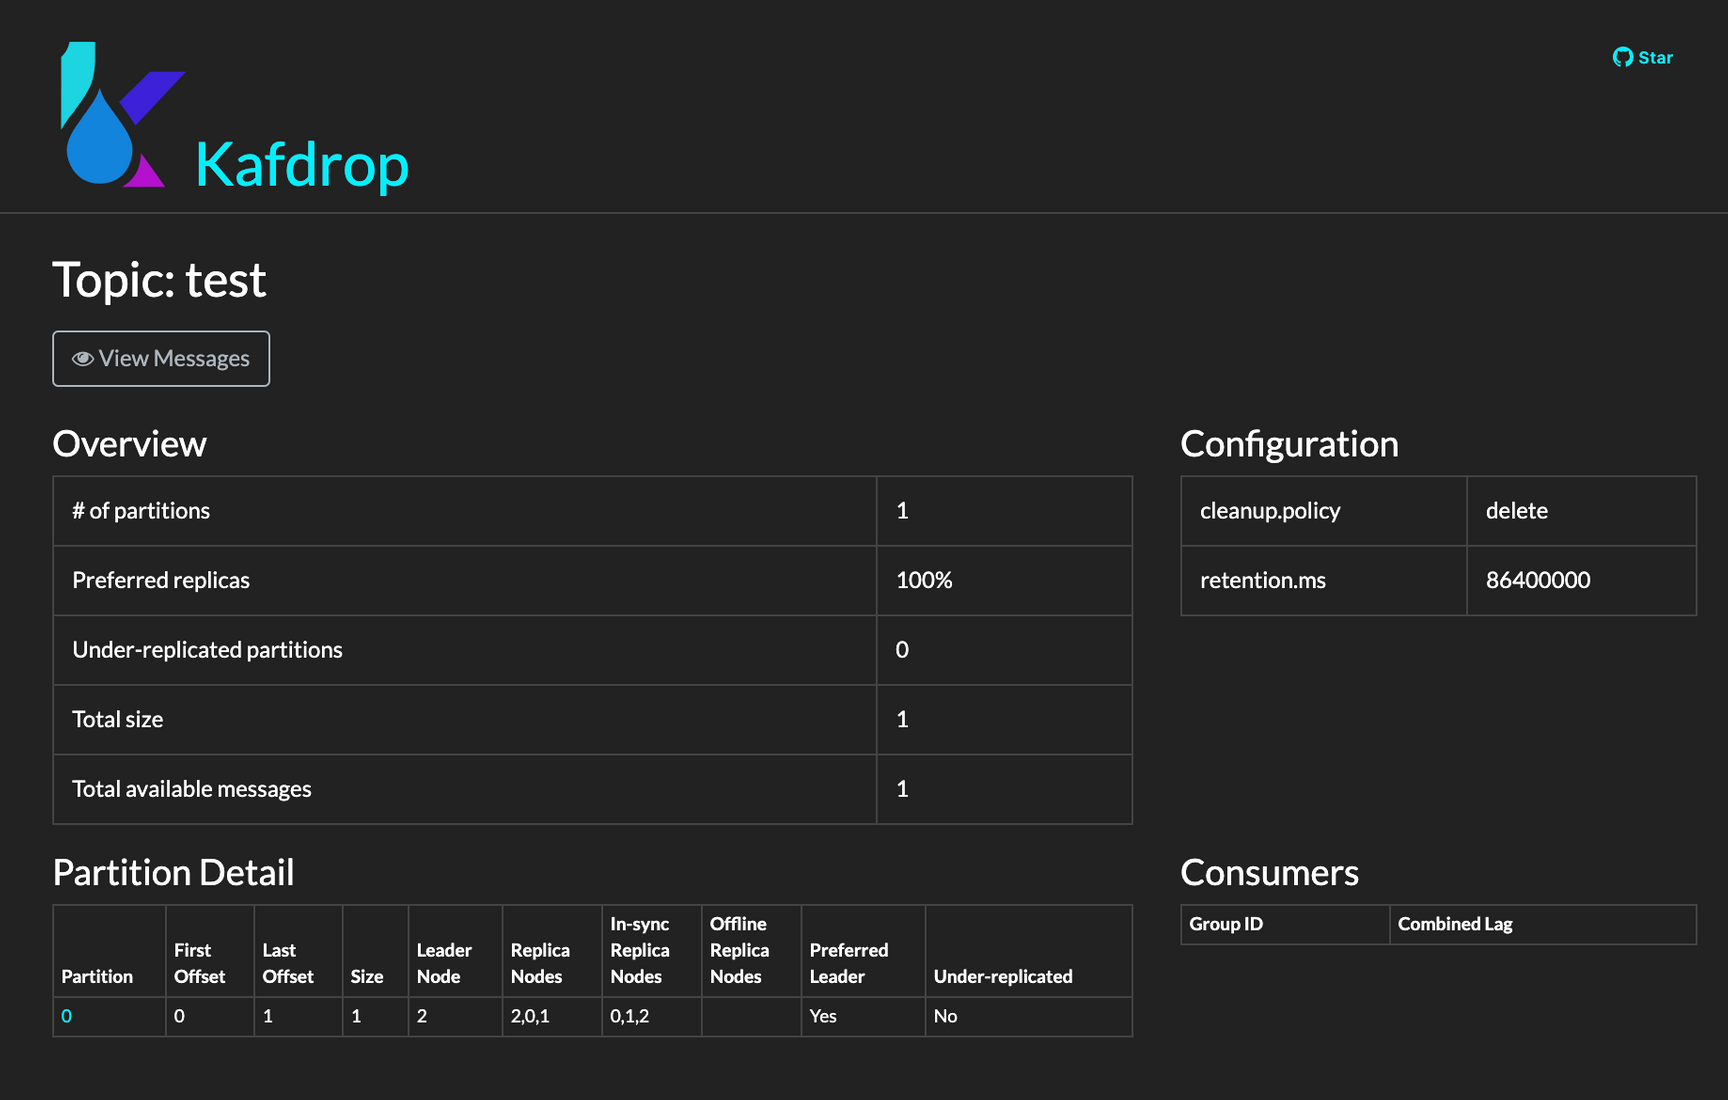 Star
Kafdrop
Topic: test
View Messages
Overview
# of partitions 1
Preferred replicas 100%
Under-replicated partitions 0
Total size 1
Total available messages 1
Configuration
cleanup.policy delete
retention.ms 86400000
Partition Detail
Partition First Offset Last Offset Size Leader Node Replica Nodes In-sync Replica Nodes Offline Replica Nodes Preferred Leader Under-replicated
0 0 1 1 2 2,0,1 0,1,2 Yes No
Consumers
Group ID Combined Lag